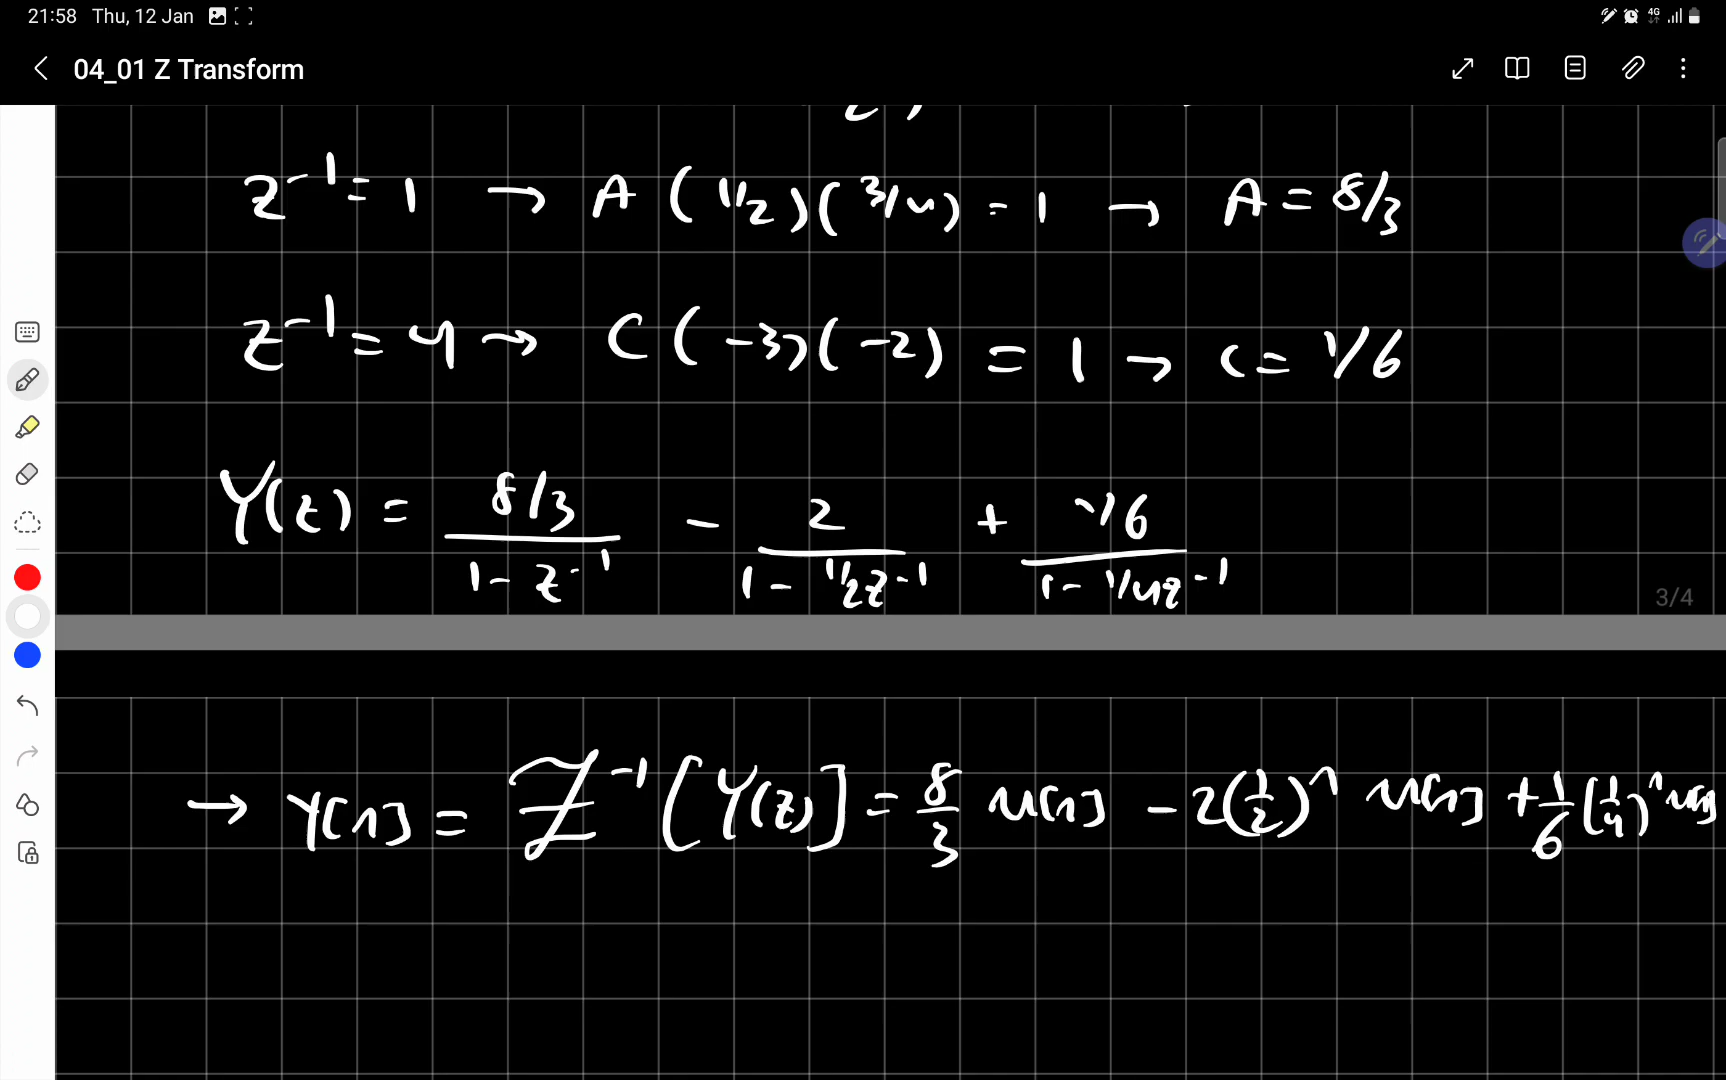 21:58 Thu, 12 Jan 4G
04_01 Z Transform
z⁻¹ = 1 → A (1/2)(3/4) = 1 → A = 8/3
z⁻¹ = 4 → C (-3)(-2) = 1 → C = 1/6
Y(z) = 8/3 / 1 - z⁻¹ - 2 / 1 - 1/2z⁻¹ + 1/6 / 1 - 1/4z⁻¹
3/4
→ Y[n] = Z⁻¹[Y(z)] = 8/3 u[n] - 2(1/2)ⁿ u[n] + 1/6 (1/4)ⁿ u[n]